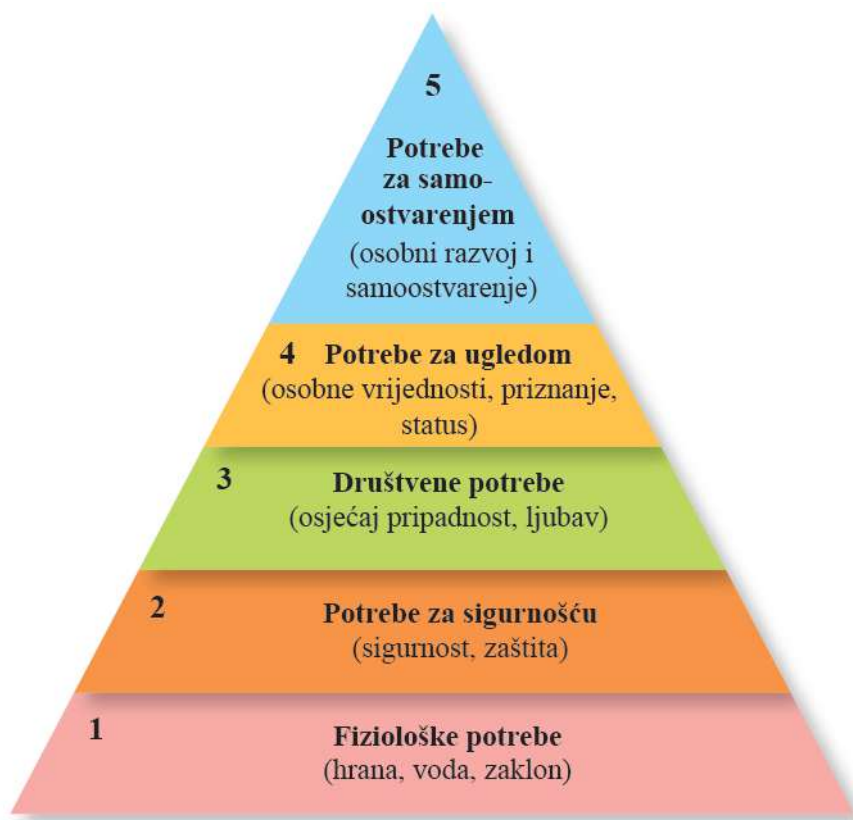 5
Potrebe
za samo-
ostvarenjem
(osobni razvoj i
samoostvarenje)
4 Potrebe za ugledom
(osobne vrijednosti, priznanje,
status)
3 Društvene potrebe
(osjećaj pripadnost, ljubav)
2 Potrebe za sigurnošću
(sigurnost, zaštita)
1 Fiziološke potrebe
(hrana, voda, zaklon)